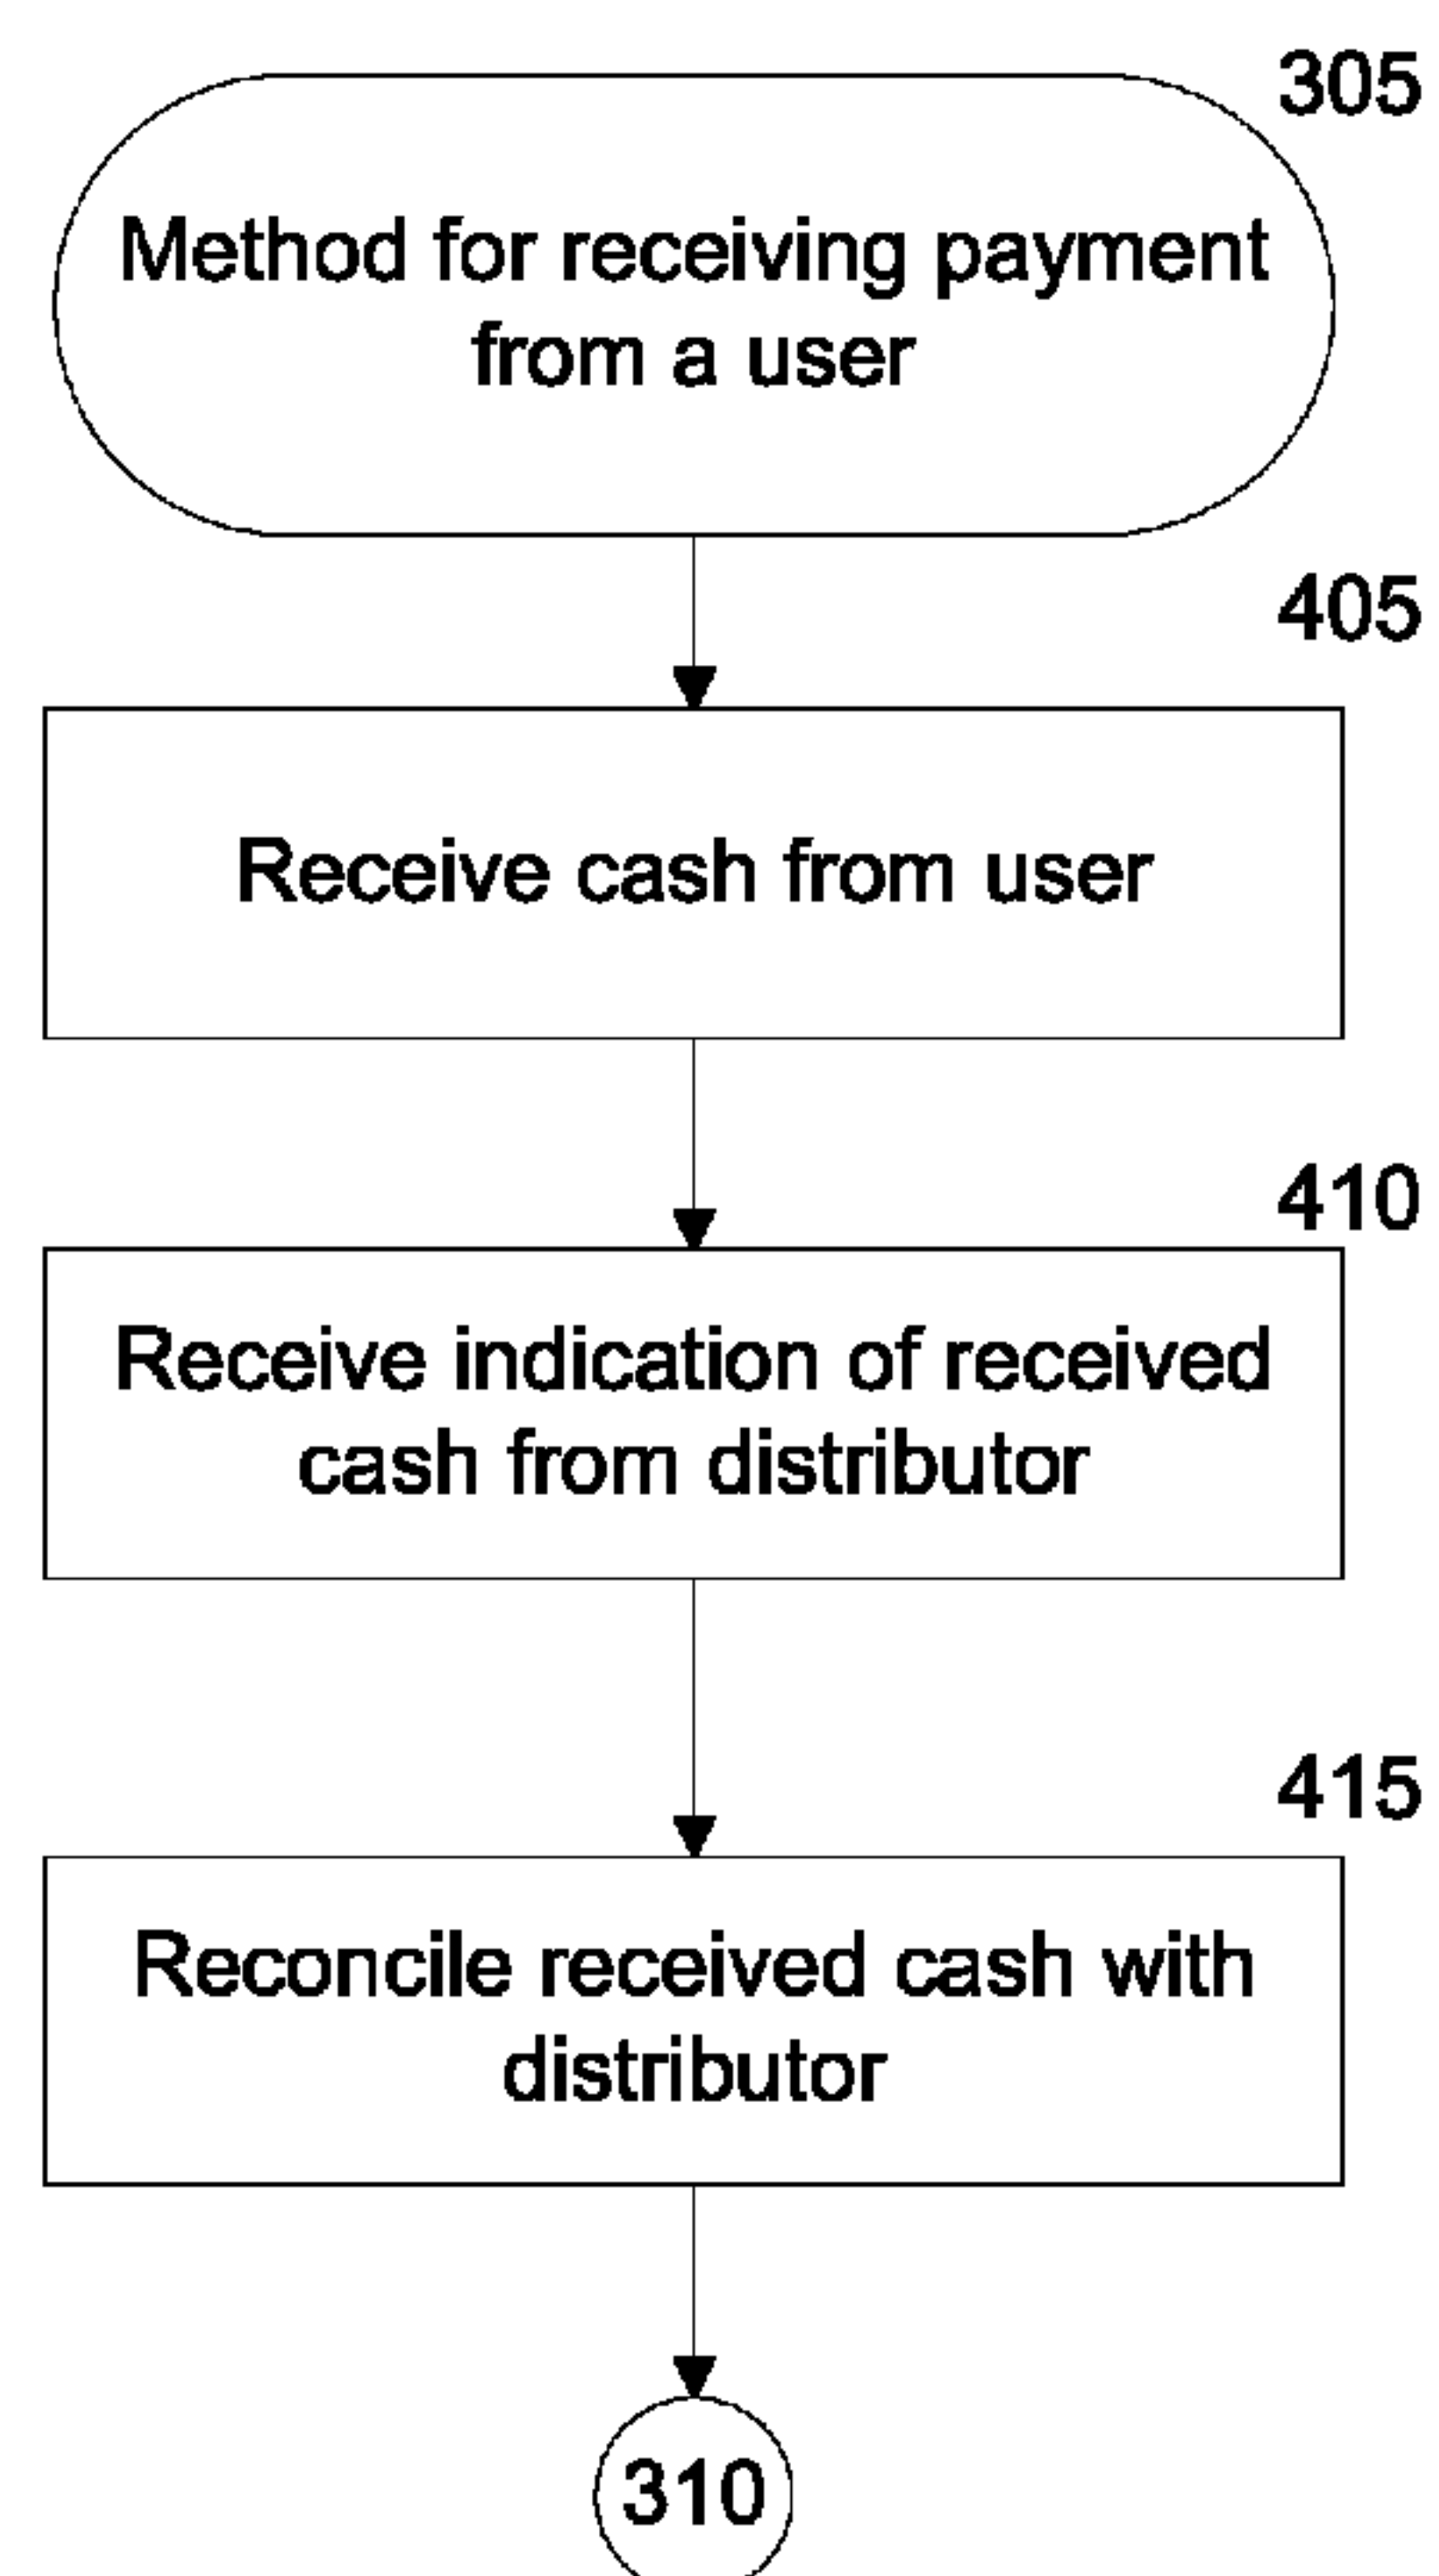 305
Method for receiving payment
from a user
405
Receive cash from user
410
Receive indication of received
cash from distributor
415
Reconcile received cash with
distributor
310